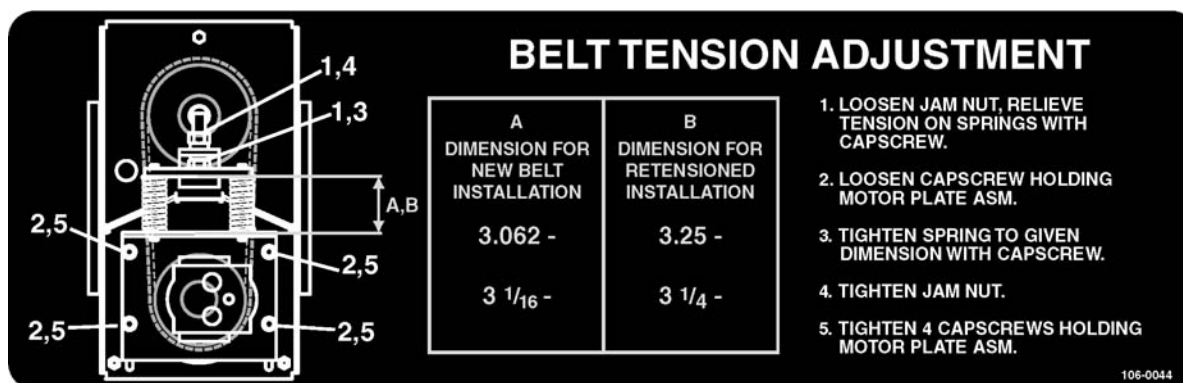 BELT TENSION ADJUSTMENT
1,4
1,3
A,B
2,5
2,5
2,5
2,5
A
DIMENSION FOR
NEW BELT
INSTALLATION
3.062 -
3 1/16 -
B
DIMENSION FOR
RETENSIONED
INSTALLATION
3.25 -
3 1/4 -
1. LOOSEN JAM NUT, RELIEVE
TENSION ON SPRINGS WITH
CAPSCREW.
2. LOOSEN CAPSCREW HOLDING
MOTOR PLATE ASM.
3. TIGHTEN SPRING TO GIVEN
DIMENSION WITH CAPSCREW.
4. TIGHTEN JAM NUT.
5. TIGHTEN 4 CAPSCREWS HOLDING
MOTOR PLATE ASM.
106-0044